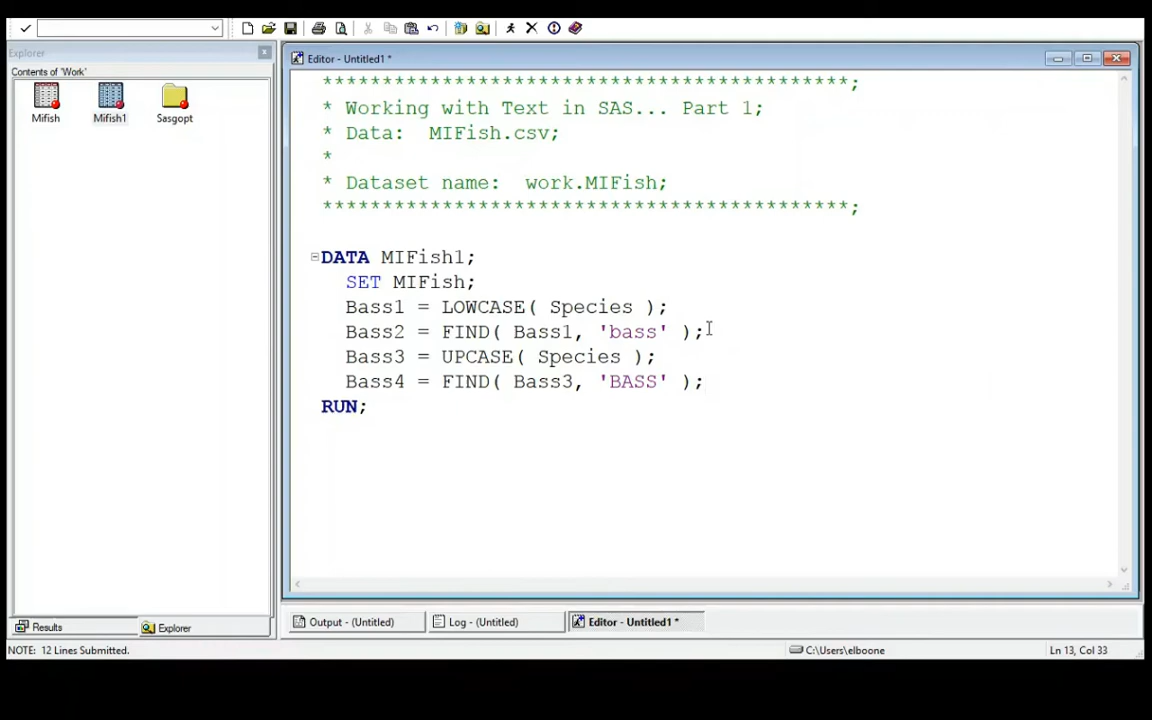 Explorer
Contents of 'Work'
Mifish
Mifish1
Sasgopt
Results
Explorer
Editor - Untitled1 *
*******************************************;
* Working with Text in SAS... Part 1;
* Data:  MIFish.csv;
*
* Dataset name:  work.MIFish;
*******************************************;
DATA MIFish1;
SET MIFish;
Bass1 = LOWCASE( Species );
Bass2 = FIND( Bass1, 'bass' );
Bass3 = UPCASE( Species );
Bass4 = FIND( Bass3, 'BASS' );
RUN;
Output - (Untitled)
Log - (Untitled)
Editor - Untitled1 *
NOTE: 12 Lines Submitted.
C:\Users\elboone
Ln 13, Col 33